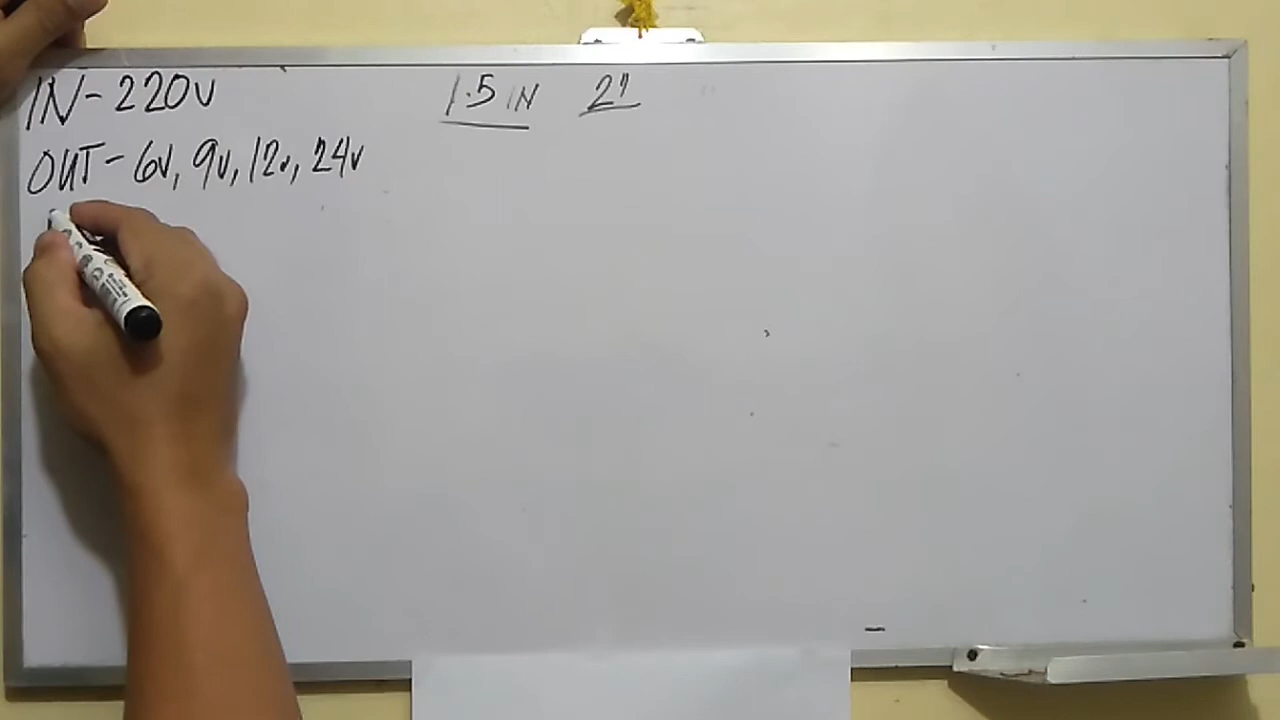 IN - 220V
1.5 IN 2"
OUT - 6V, 9V, 12V, 24V